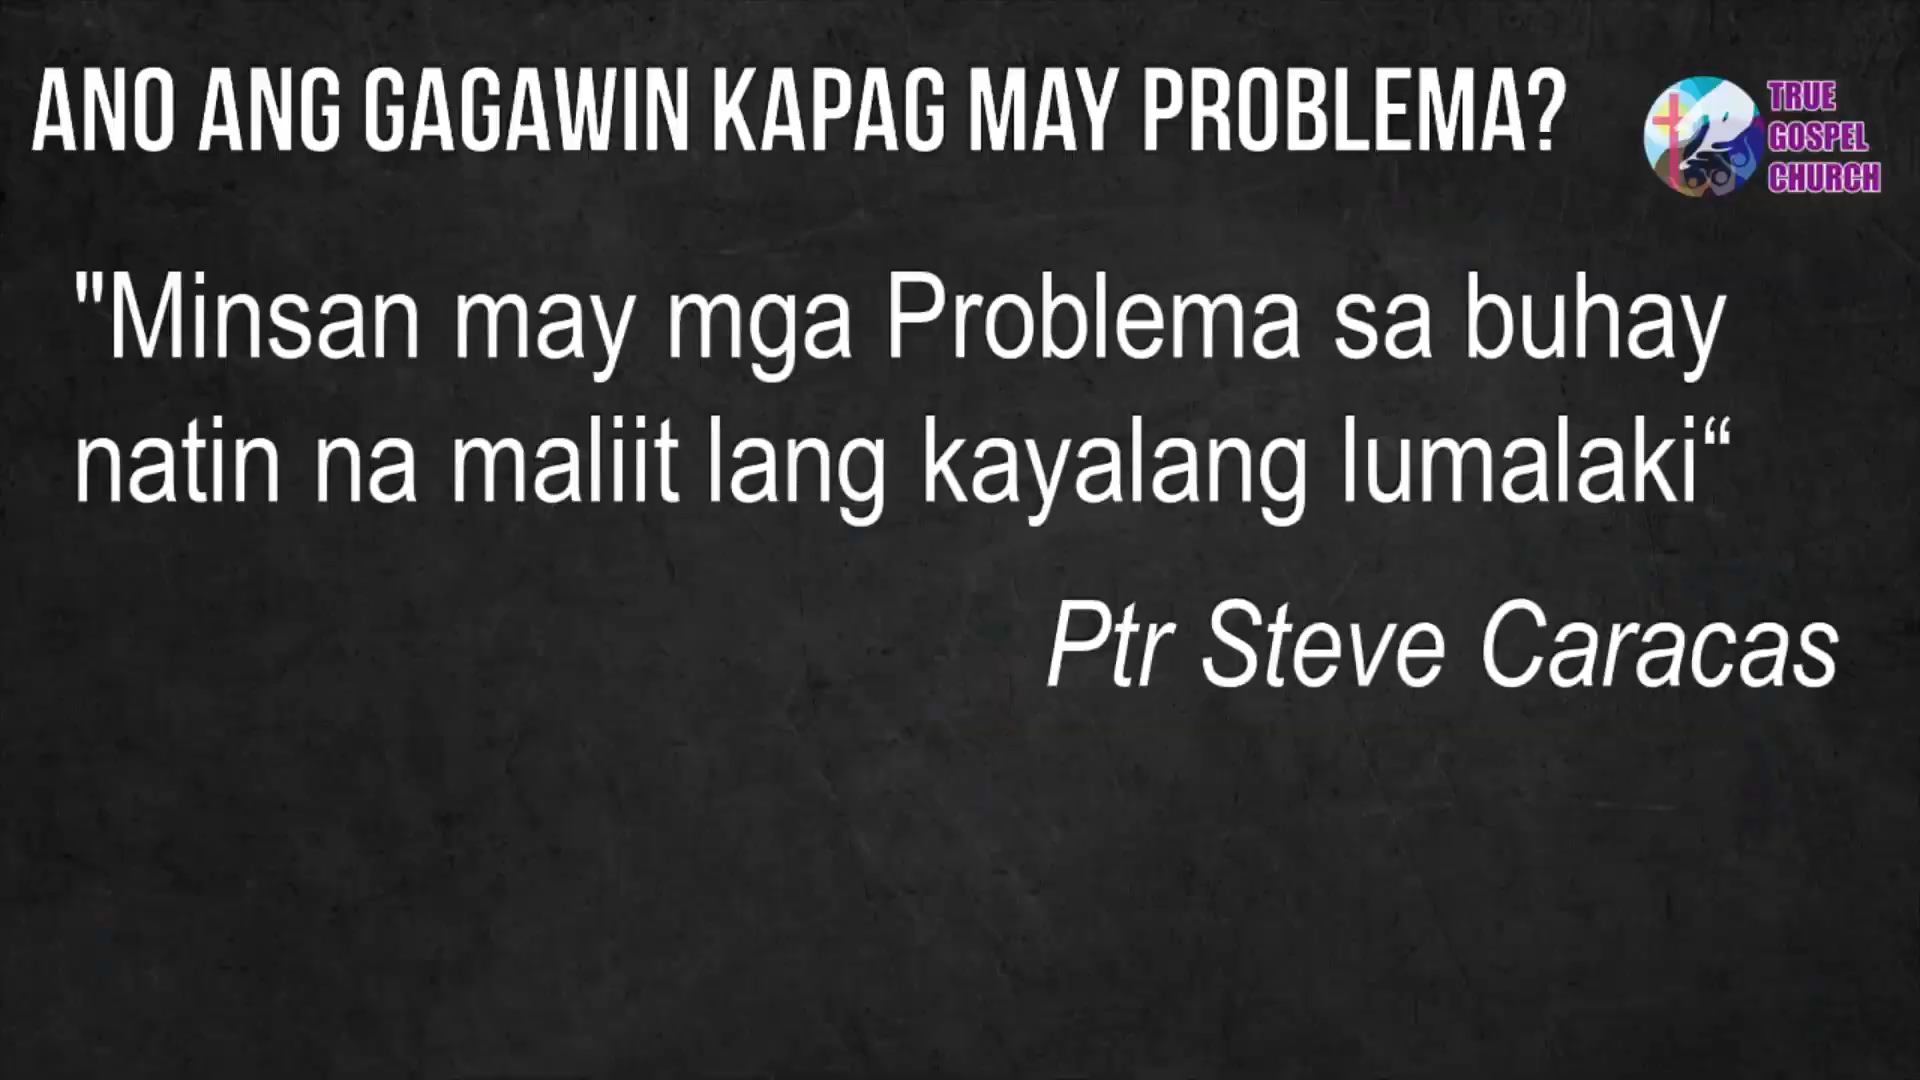 ANO ANG GAGAWIN KAPAG MAY PROBLEMA?
TRUE
GOSPEL
CHURCH
"Minsan may mga Problema sa buhay
natin na maliit lang kayalang lumalaki“
Ptr Steve Caracas